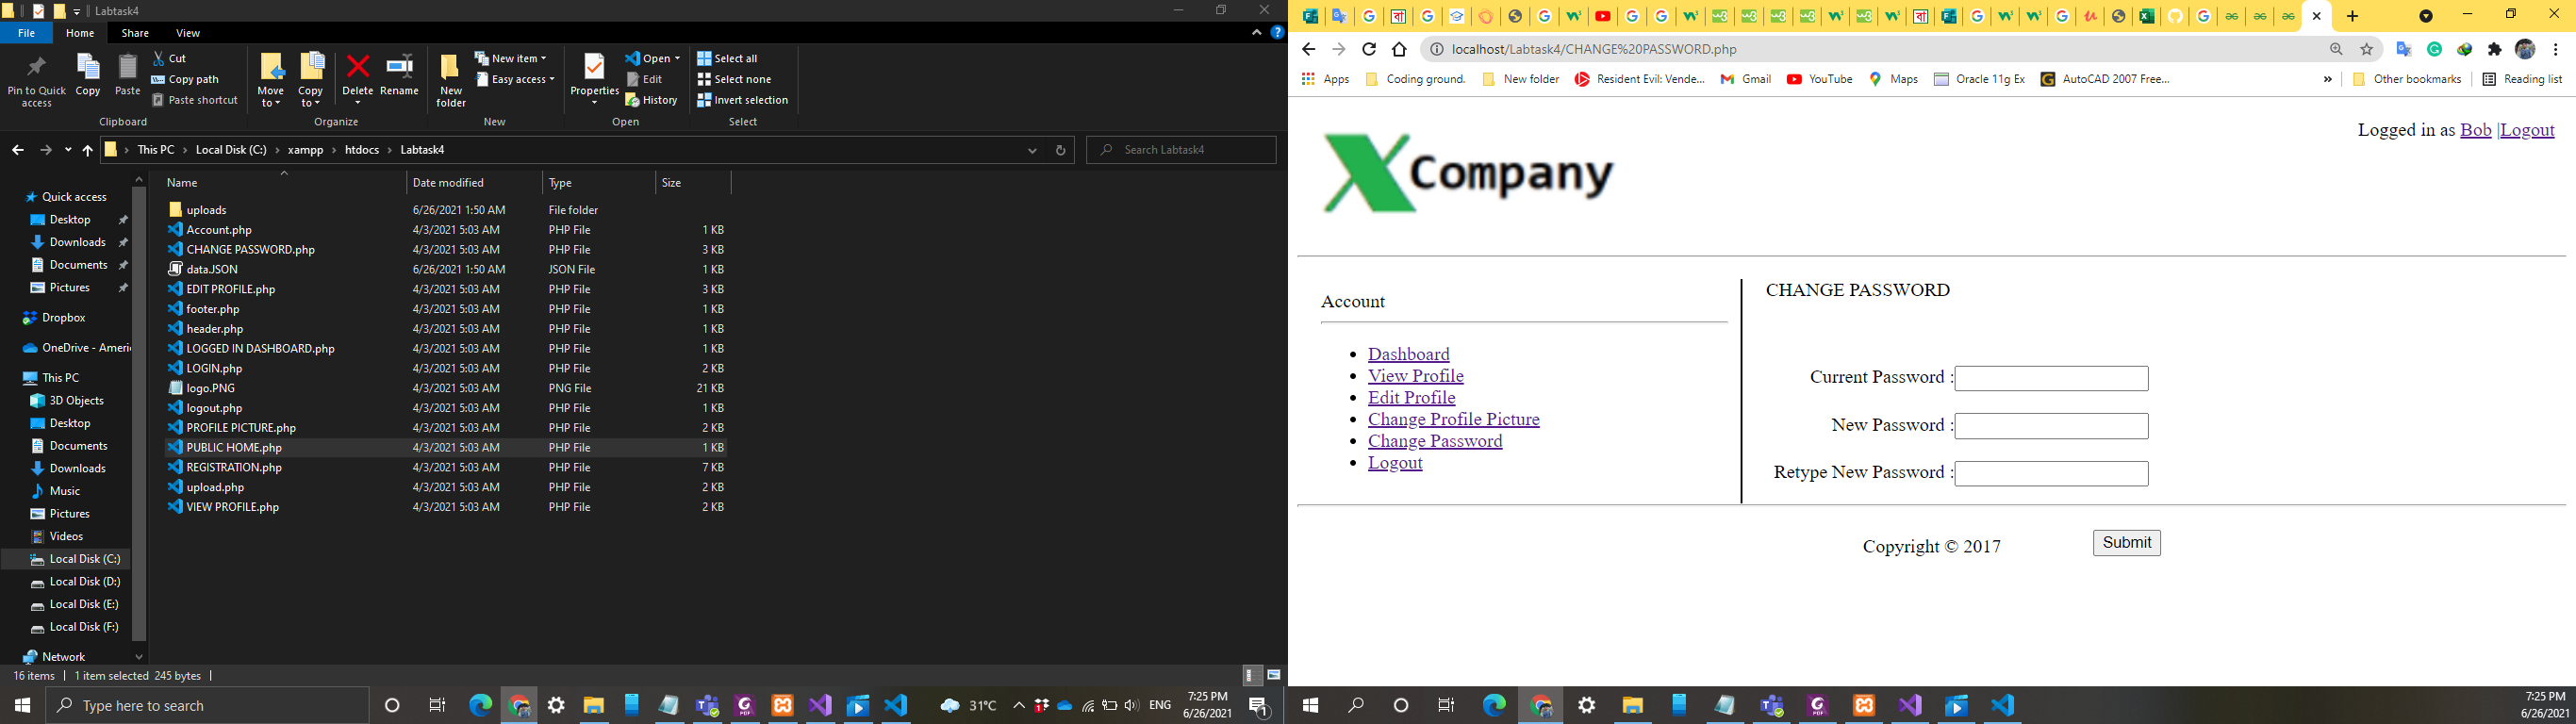 Labtask4
File Home Share View
Pin to Quick access
Copy
Paste
Cut
Copy path
Paste shortcut
Clipboard
Move to
Copy to
Delete
Rename
Organize
New folder
New item
Easy access
New
Properties
Open
Edit
History
Open
Select all
Select none
Invert selection
Select
This PC > Local Disk (C:) > xampp > htdocs > Labtask4
Search Labtask4
Quick access
Desktop
Downloads
Documents
Pictures
Dropbox
OneDrive - Ameri
This PC
3D Objects
Desktop
Documents
Downloads
Music
Pictures
Videos
Local Disk (C:)
Local Disk (D:)
Local Disk (E:)
Local Disk (F:)
Network
Name Date modified Type Size
uploads 6/26/2021 1:50 AM File folder
Account.php 4/3/2021 5:03 AM PHP File 1 KB
CHANGE PASSWORD.php 4/3/2021 5:03 AM PHP File 3 KB
data.JSON 6/26/2021 1:50 AM JSON File 1 KB
EDIT PROFILE.php 4/3/2021 5:03 AM PHP File 3 KB
footer.php 4/3/2021 5:03 AM PHP File 1 KB
header.php 4/3/2021 5:03 AM PHP File 1 KB
LOGGED IN DASHBOARD.php 4/3/2021 5:03 AM PHP File 1 KB
LOGIN.php 4/3/2021 5:03 AM PHP File 2 KB
logo.PNG 4/3/2021 5:03 AM PNG File 21 KB
logout.php 4/3/2021 5:03 AM PHP File 1 KB
PROFILE PICTURE.php 4/3/2021 5:03 AM PHP File 2 KB
PUBLIC HOME.php 4/3/2021 5:03 AM PHP File 1 KB
REGISTRATION.php 4/3/2021 5:03 AM PHP File 7 KB
upload.php 4/3/2021 5:03 AM PHP File 2 KB
VIEW PROFILE.php 4/3/2021 5:03 AM PHP File 2 KB
16 items | 1 item selected 245 bytes |
Type here to search
31°C
ENG
7:25 PM
6/26/2021
1
localhost/Labtask4/CHANGE%20PASSWORD.php
Apps Coding ground. New folder Resident Evil: Vende... Gmail YouTube Maps Oracle 11g Ex AutoCAD 2007 Free... » Other bookmarks Reading list
Logged in as Bob |Logout
X Company
Account
Dashboard
View Profile
Edit Profile
Change Profile Picture
Change Password
Logout
CHANGE PASSWORD
Current Password :
New Password :
Retype New Password :
Submit
Copyright © 2017
7:25 PM
6/26/2021